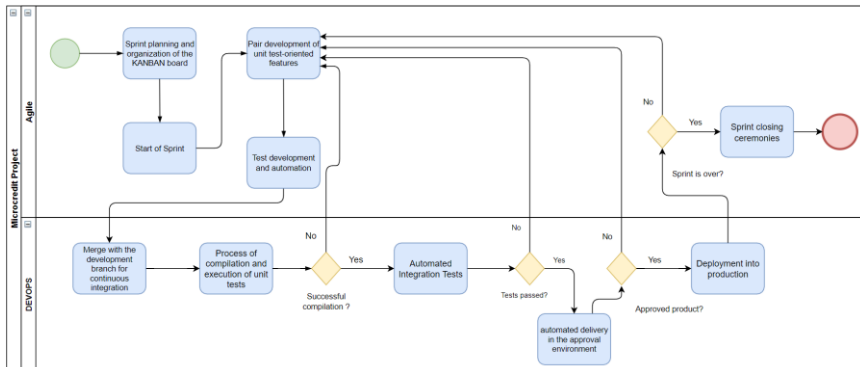 Microcredit Project
Agile
Sprint planning and
organization of the
KANBAN board
Pair development of
unit test-oriented
features
Start of Sprint
Test development
and automation
No
Yes
Sprint closing
ceremonies
Sprint is over?
DEVOPS
Merge with the
development
branch for
continuous
integration
Process of
compilation and
execution of unit
tests
No
Yes
Successful
compilation ?
Automated
Integration Tests
No
Yes
Tests passed?
automated delivery
in the approval
environment
No
Yes
Approved product?
Deployment into
production